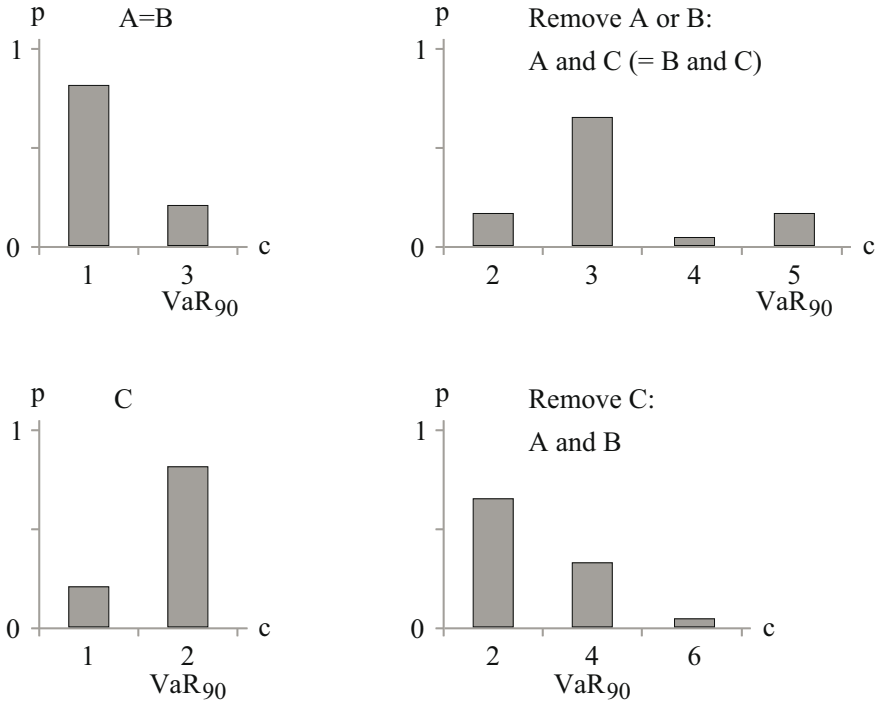 p
A=B
1
0
1
3
c
VaR90
p
Remove A or B:
A and C (= B and C)
1
0
2
3
4
5
c
VaR90
p
C
1
0
1
2
c
VaR90
p
Remove C:
A and B
1
0
2
4
6
c
VaR90